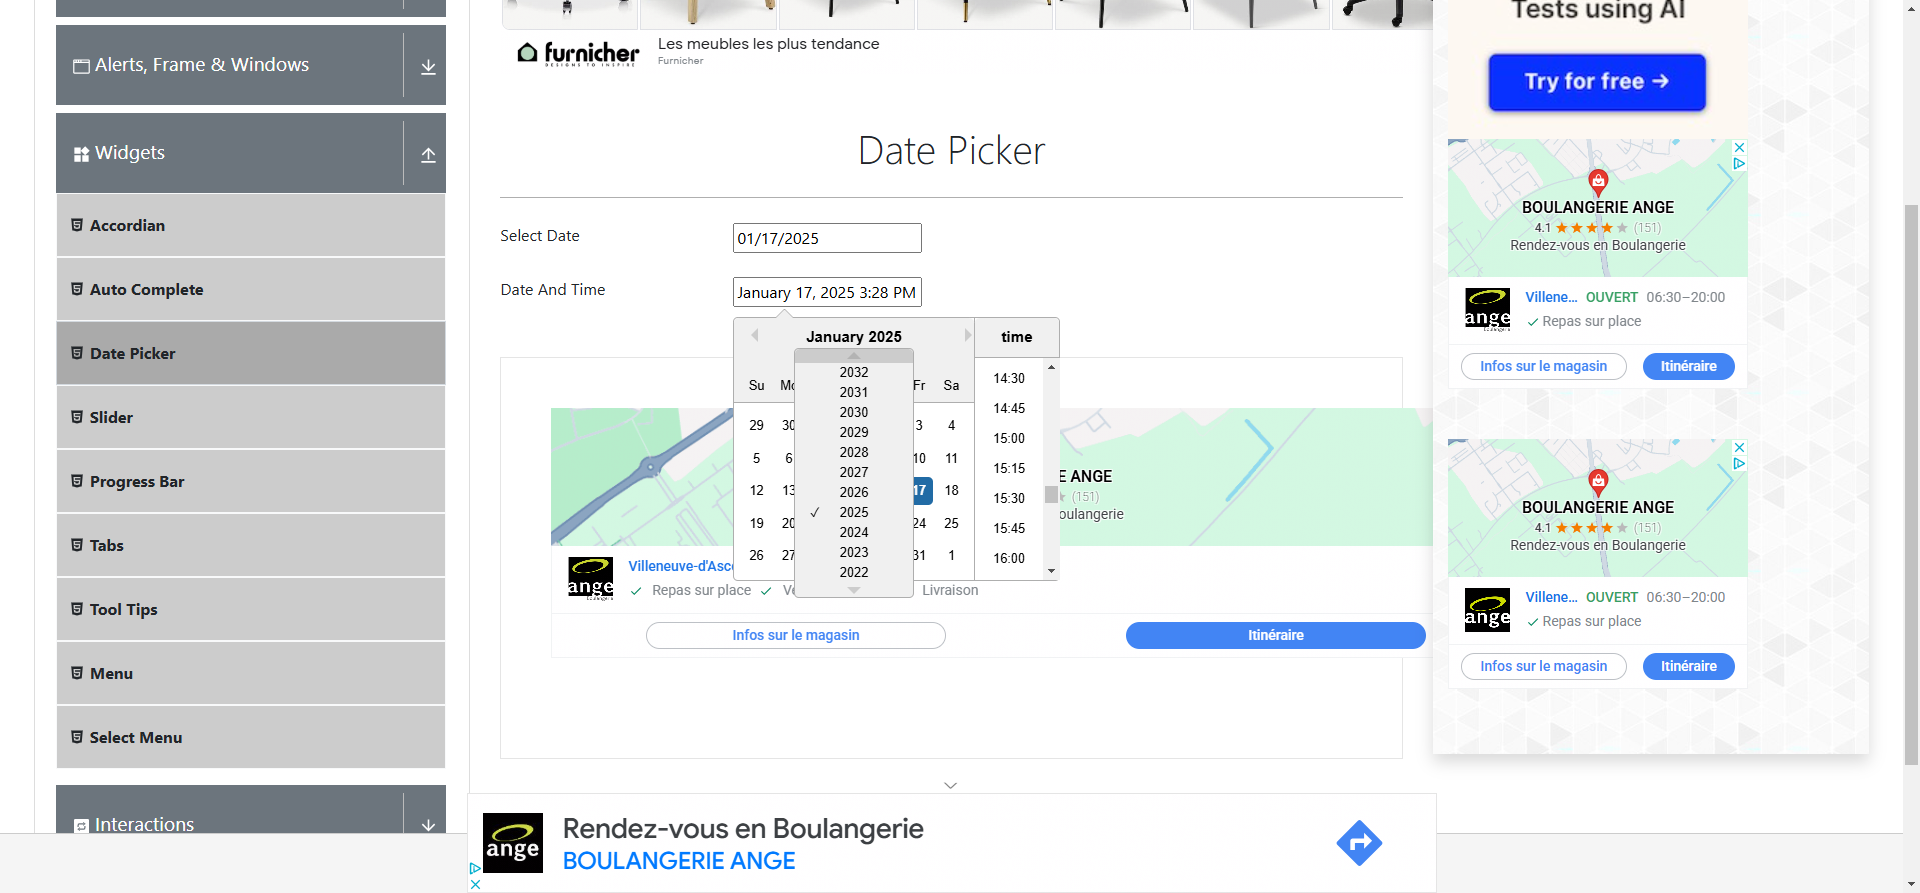 Alerts, Frame & Windows
Widgets
Accordian
Auto Complete
Date Picker
Slider
Progress Bar
Tabs
Tool Tips
Menu
Select Menu
Interactions
furnicher
DESIGNS TO INSPIRE
Les meubles les plus tendance
Furnicher
Date Picker
Select Date
01/17/2025
Date And Time
January 17, 2025 3:28 PM
January 2025
time
Su Mo Fr Sa
29 30 3 4
5 6 10 11
12 13 17 18
19 20 24 25
26 27 31 1
2032
2031
2030
2029
2028
2027
2026
✓ 2025
2024
2023
2022
14:30
14:45
15:00
15:15
15:30
15:45
16:00
E ANGE
(151)
oulangerie
ange
Boulangerie
Villeneuve-d'Asc
Repas sur place
Livraison
Infos sur le magasin
Itinéraire
ange
Rendez-vous en Boulangerie
BOULANGERIE ANGE
Tests using AI
Try for free →
BOULANGERIE ANGE
4.1 ★★★★★ (151)
Rendez-vous en Boulangerie
ange
Villene... OUVERT 06:30–20:00
✓ Repas sur place
Infos sur le magasin
Itinéraire
BOULANGERIE ANGE
4.1 ★★★★★ (151)
Rendez-vous en Boulangerie
ange
Villene... OUVERT 06:30–20:00
✓ Repas sur place
Infos sur le magasin
Itinéraire